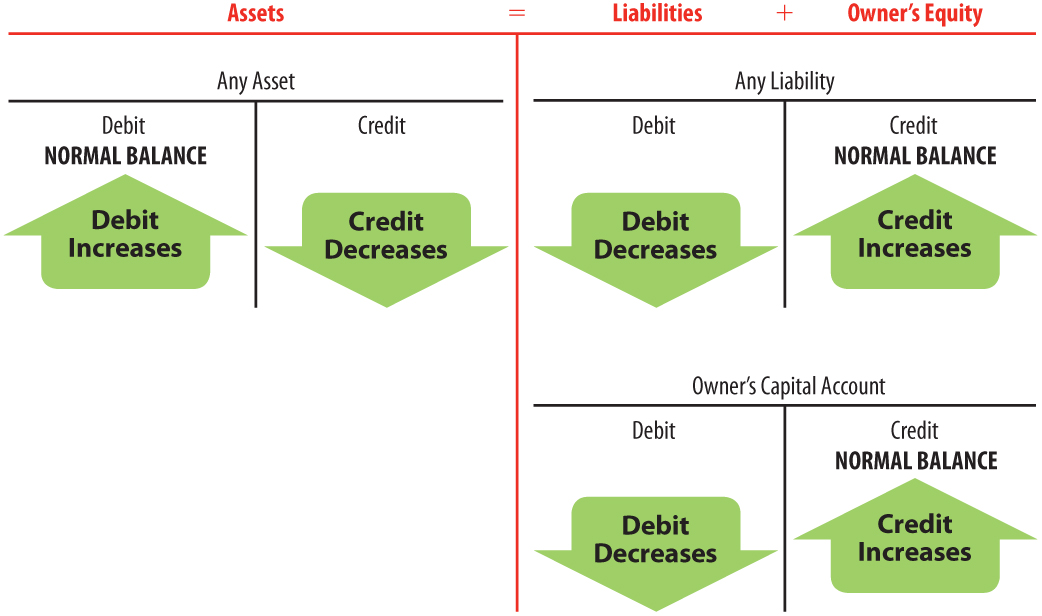 Assets = Liabilities + Owner’s Equity
Any Asset
Debit Credit
NORMAL BALANCE
Debit
Increases
Credit
Decreases
Any Liability
Debit Credit
NORMAL BALANCE
Debit
Decreases
Credit
Increases
Owner’s Capital Account
Debit Credit
NORMAL BALANCE
Debit
Decreases
Credit
Increases